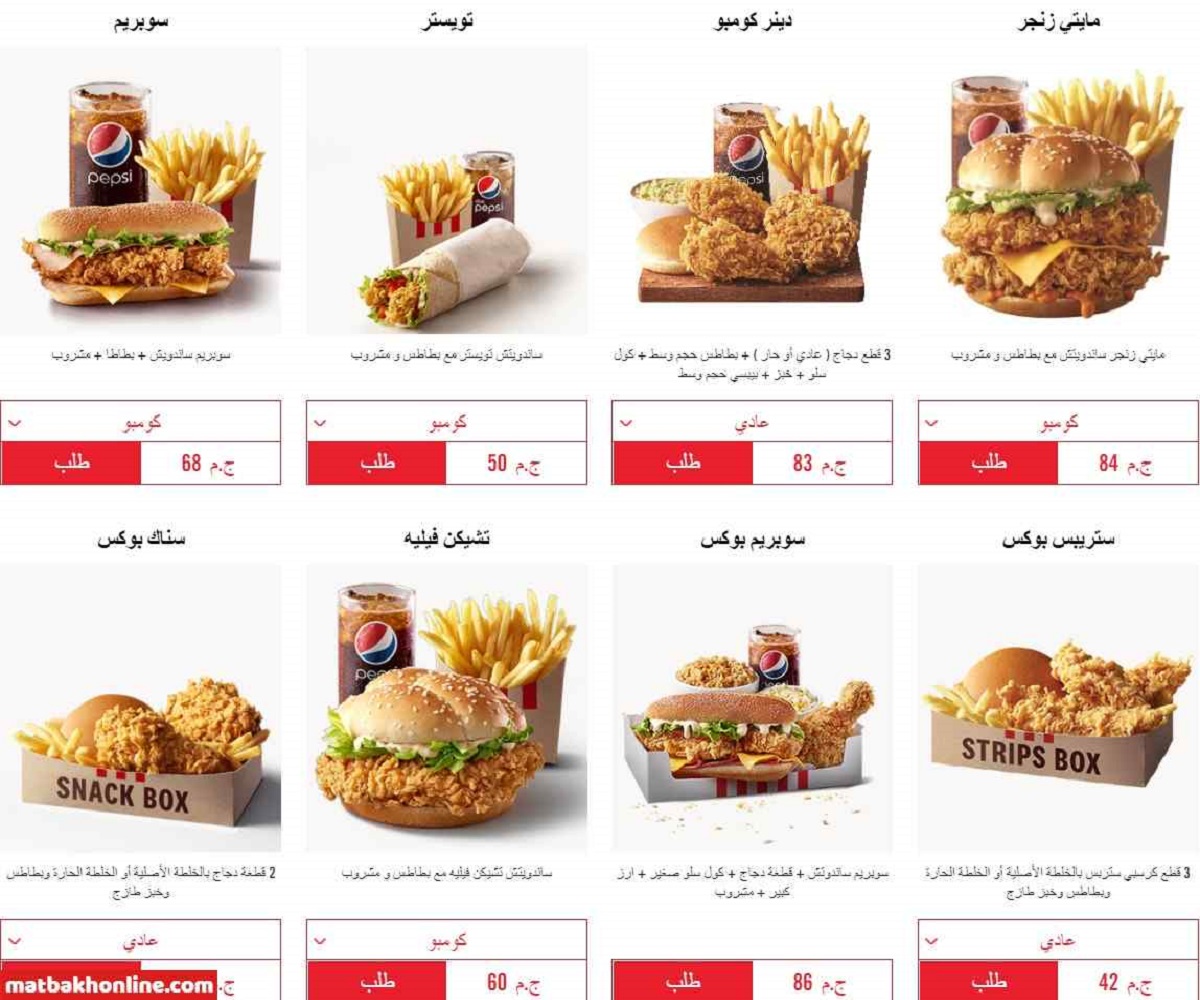 مايتي زنجر
دينر كومبو
تويستر
سوبريم
pepsi
pepsi
pepsi
مايتي زنجر ساندويتش مع بطاطس و مشروب
3 قطع دجاج ( عادي أو حار ) + بطاطس حجم وسط + كول
سلو + خبز + بيبسي حجم وسط
ساندويتش تويستر مع بطاطس و مشروب
سوبريم ساندويش + بطاطا + مشروب
كومبو
عادي
كومبو
كومبو
ج.م 84 طلب
ج.م 83 طلب
ج.م 50 طلب
ج.م 68 طلب
ستريبس بوكس
سوبريم بوكس
تشيكن فيليه
سناك بوكس
STRIPS BOX
SNACK BOX
3 قطع كرسبي ستربس بالخلطة الأصلية أو الخلطة الحارة
وبطاطس وخبز طازج
سوبريم ساندوتش + قطعة دجاج + كول سلو صغير + ارز
كبير + مشروب
ساندويتش تشيكن فيليه مع بطاطس و مشروب
2 قطعة دجاج بالخلطة الأصلية أو الخلطة الحارة وبطاطس
وخبز طازج
عادي
كومبو
عادي
ج.م 42 طلب
ج.م 86 طلب
ج.م 60 طلب
ج.
matbakhonline.com